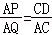 AP/AQ = CD/AC